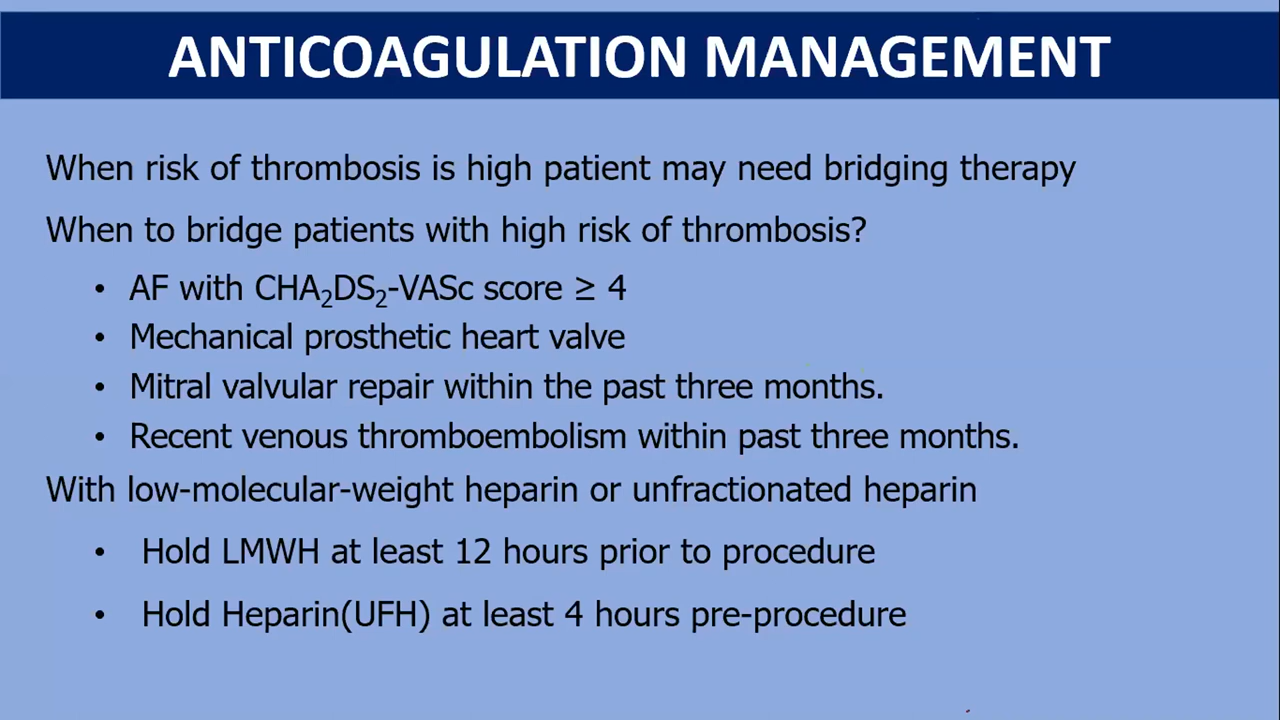 ANTICOAGULATION MANAGEMENT
When risk of thrombosis is high patient may need bridging therapy
When to bridge patients with high risk of thrombosis?
• AF with CHA₂DS₂-VASc score ≥ 4
• Mechanical prosthetic heart valve
• Mitral valvular repair within the past three months.
• Recent venous thromboembolism within past three months.
With low-molecular-weight heparin or unfractionated heparin
• Hold LMWH at least 12 hours prior to procedure
• Hold Heparin(UFH) at least 4 hours pre-procedure